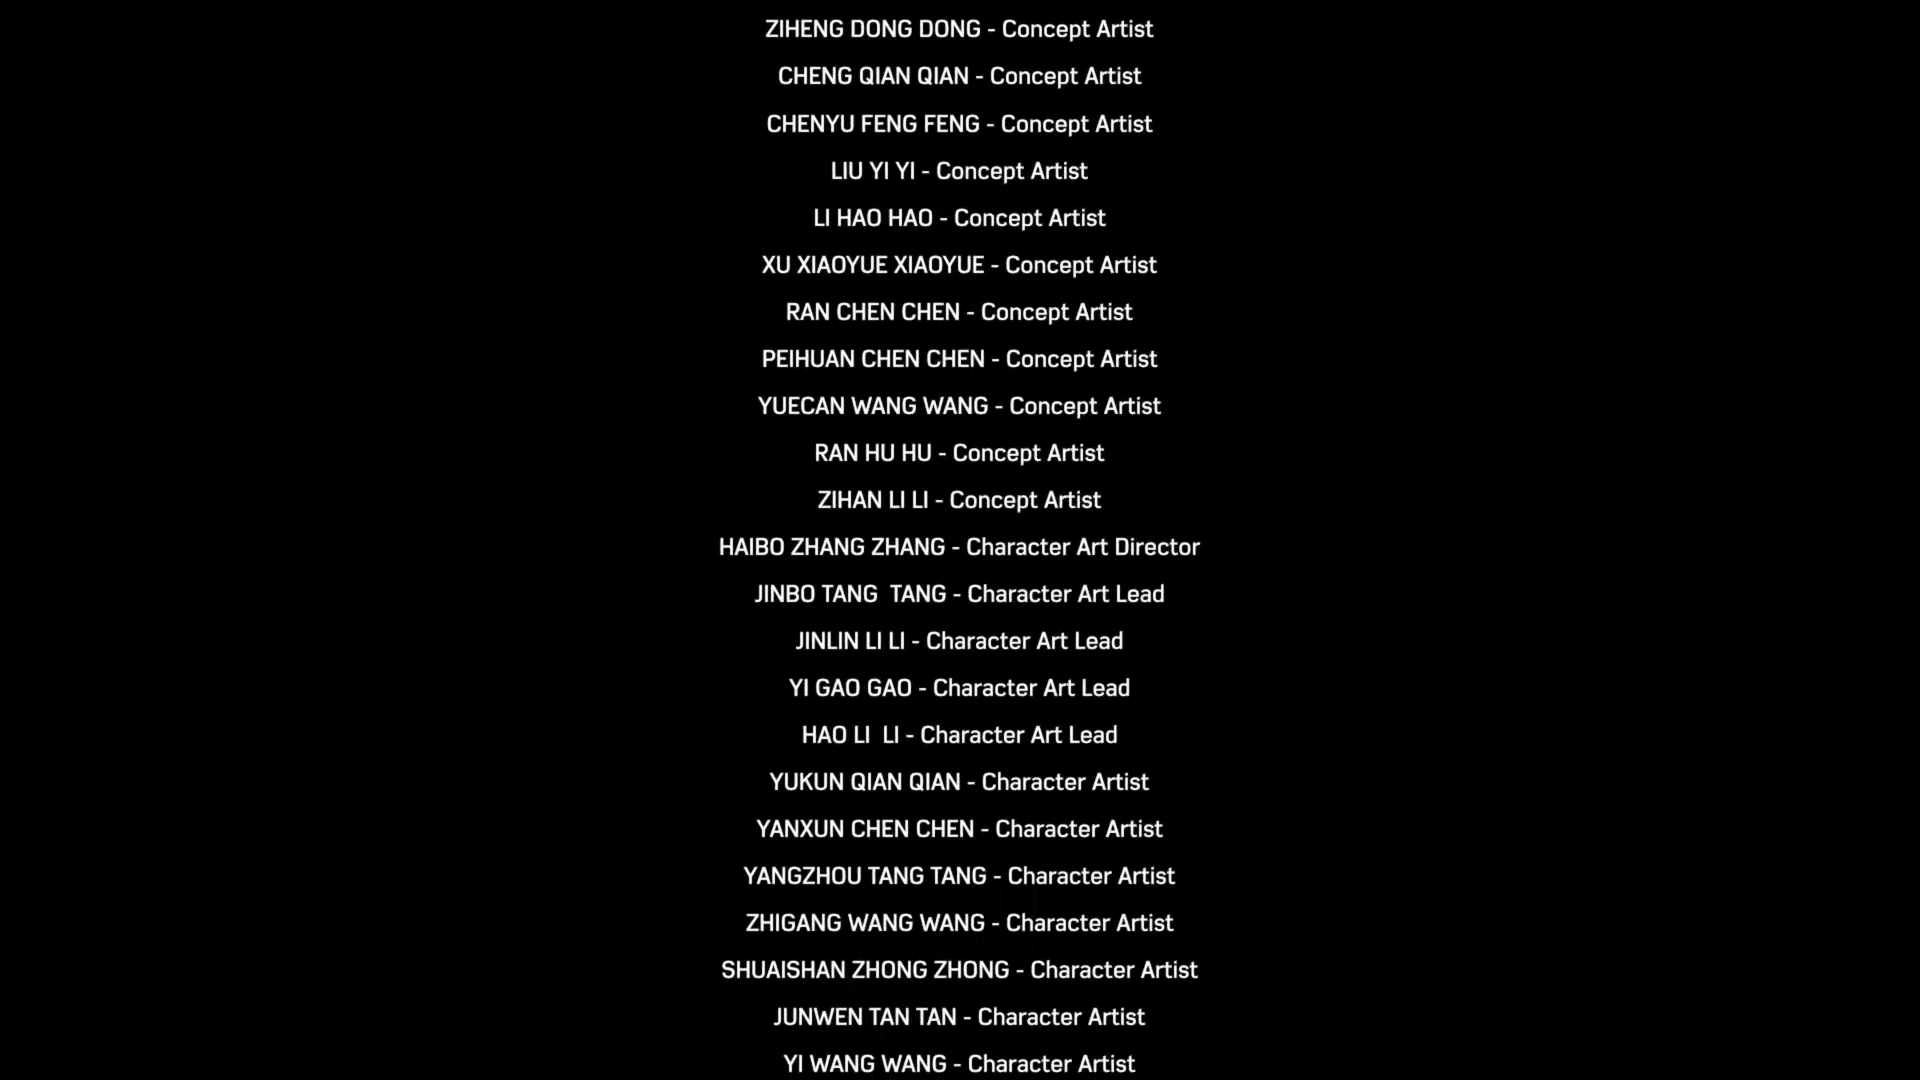 ZIHENG DONG DONG - Concept Artist
CHENG QIAN QIAN - Concept Artist
CHENYU FENG FENG - Concept Artist
LIU YI YI - Concept Artist
LI HAO HAO - Concept Artist
XU XIAOYUE XIAOYUE - Concept Artist
RAN CHEN CHEN - Concept Artist
PEIHUAN CHEN CHEN - Concept Artist
YUECAN WANG WANG - Concept Artist
RAN HU HU - Concept Artist
ZIHAN LI LI - Concept Artist
HAIBO ZHANG ZHANG - Character Art Director
JINBO TANG  TANG - Character Art Lead
JINLIN LI LI - Character Art Lead
YI GAO GAO - Character Art Lead
HAO LI  LI - Character Art Lead
YUKUN QIAN QIAN - Character Artist
YANXUN CHEN CHEN - Character Artist
YANGZHOU TANG TANG - Character Artist
ZHIGANG WANG WANG - Character Artist
SHUAISHAN ZHONG ZHONG - Character Artist
JUNWEN TAN TAN - Character Artist
YI WANG WANG - Character Artist